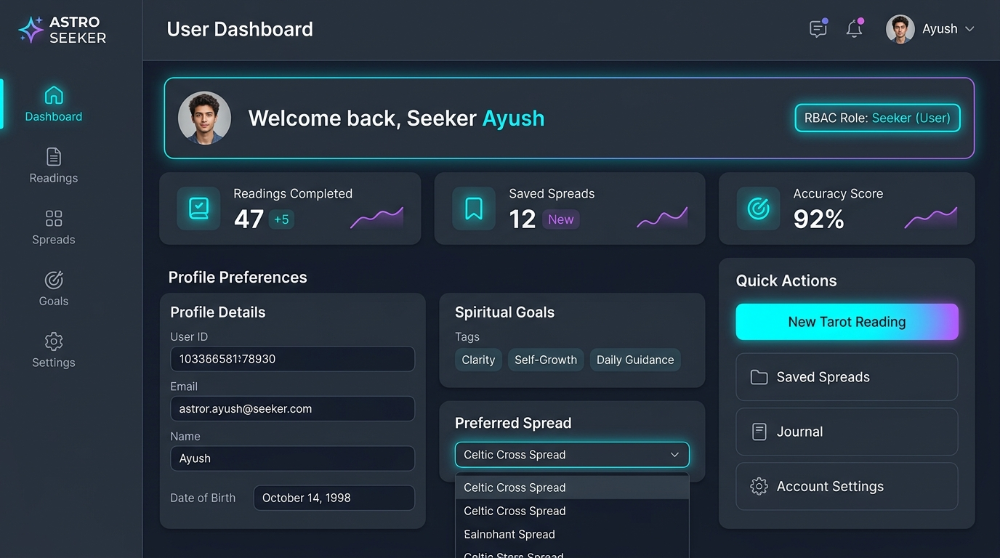 ASTRO
SEEKER
User Dashboard
Ayush
Dashboard
Readings
Spreads
Goals
Settings
Welcome back, Seeker Ayush
RBAC Role: Seeker (User)
Readings Completed
47 +5
Saved Spreads
12 New
Accuracy Score
92%
Profile Preferences
Profile Details
User ID
103366581:78930
Email
astror.ayush@seeker.com
Name
Ayush
Date of Birth October 14, 1998
Spiritual Goals
Tags
Clarity Self-Growth Daily Guidance
Preferred Spread
Celtic Cross Spread
Celtic Cross Spread
Celtic Cross Spread
Ealnphant Spread
Celtic Stars Spread
Quick Actions
New Tarot Reading
Saved Spreads
Journal
Account Settings